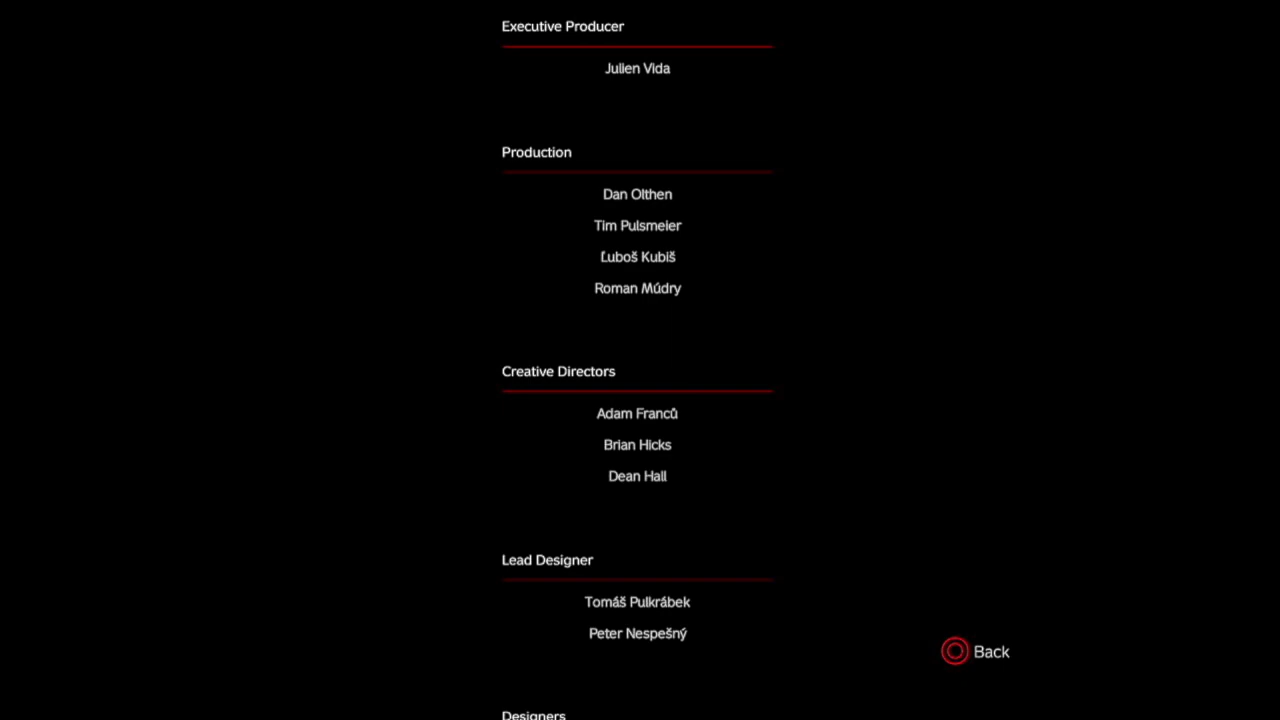 Executive Producer
Julien Vida
Production
Dan Olthen
Tim Pulsmeier
Ľuboš Kubiš
Roman Múdry
Creative Directors
Adam Franců
Brian Hicks
Dean Hall
Lead Designer
Tomáš Pulkrábek
Peter Nespešný
Back
Designers